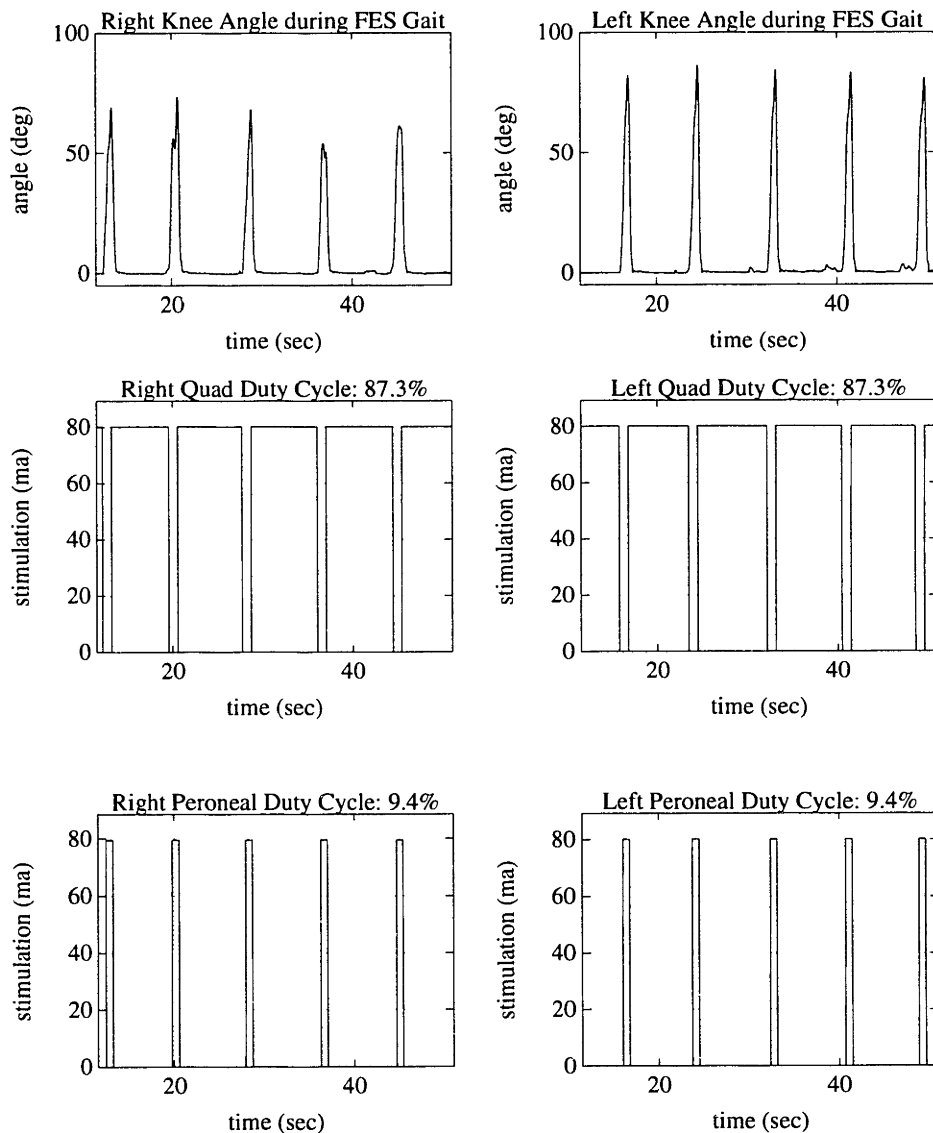 Right Knee Angle during FES Gait
100
50
0
angle (deg)
20 40
time (sec)
Left Knee Angle during FES Gait
100
50
0
angle (deg)
20 40
time (sec)
Right Quad Duty Cycle: 87.3%
80
60
40
20
0
stimulation (ma)
20 40
time (sec)
Left Quad Duty Cycle: 87.3%
80
60
40
20
0
stimulation (ma)
20 40
time (sec)
Right Peroneal Duty Cycle: 9.4%
80
60
40
20
0
stimulation (ma)
20 40
time (sec)
Left Peroneal Duty Cycle: 9.4%
80
60
40
20
0
stimulation (ma)
20 40
time (sec)